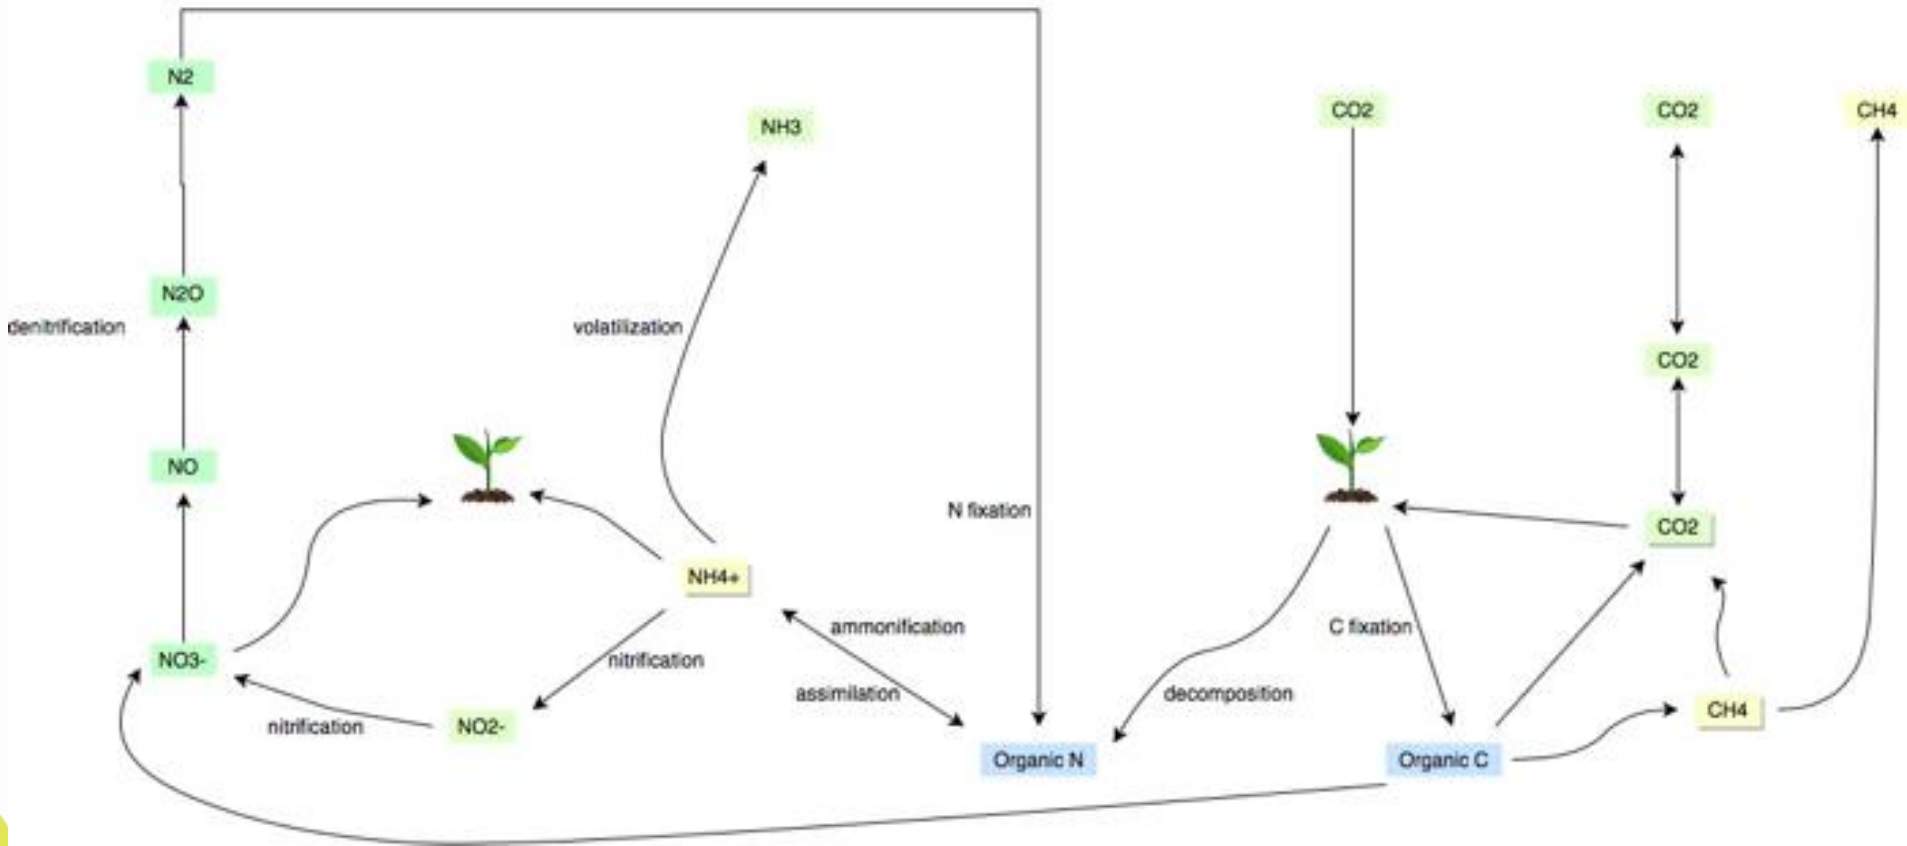 N2
NH3
CO2
CO2
CH4
N2O
denitrification
volatilization
CO2
NO
N fixation
CO2
NH4+
ammonification
C fixation
NO3-
nitrification
assimilation
decomposition
nitrification
NO2-
CH4
Organic N
Organic C